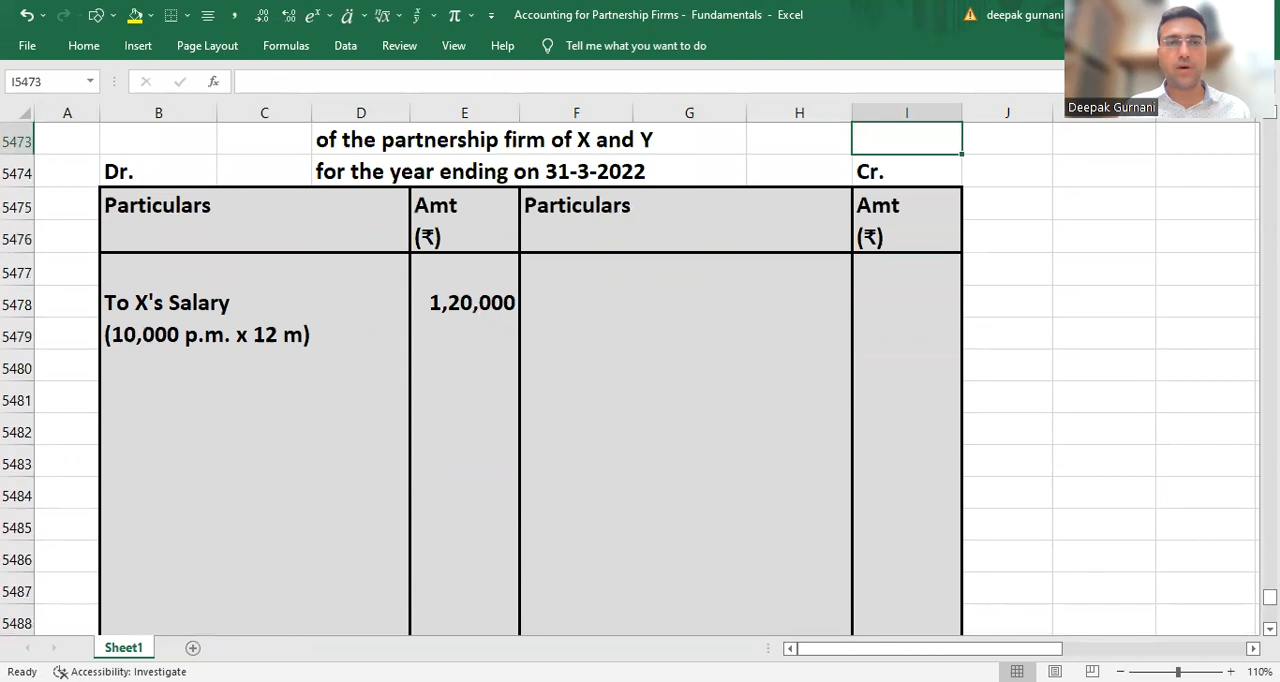 Accounting for Partnership Firms - Fundamentals - Excel
deepak gurnani
File Home Insert Page Layout Formulas Data Review View Help Tell me what you want to do
I5473
fx
Deepak Gurnani
A B C D E F G H I J
5473 of the partnership firm of X and Y
5474 Dr. for the year ending on 31-3-2022 Cr.
5475 Particulars Amt Particulars Amt
5476 (₹) (₹)
5477
5478 To X's Salary 1,20,000
5479 (10,000 p.m. x 12 m)
5480
5481
5482
5483
5484
5485
5486
5487
5488
Sheet1
Ready Accessibility: Investigate 110%